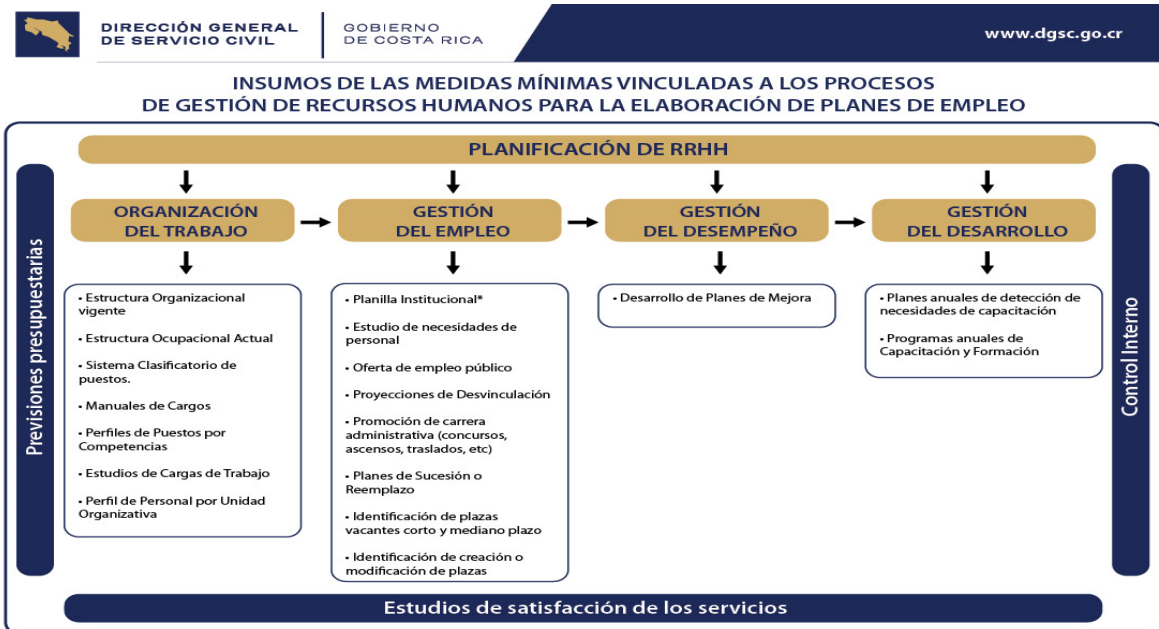 DIRECCIÓN GENERAL
DE SERVICIO CIVIL
GOBIERNO
DE COSTA RICA
www.dgsc.go.cr
INSUMOS DE LAS MEDIDAS MÍNIMAS VINCULADAS A LOS PROCESOS
DE GESTIÓN DE RECURSOS HUMANOS PARA LA ELABORACIÓN DE PLANES DE EMPLEO
Previsiones presupuestarias
PLANIFICACIÓN DE RRHH
ORGANIZACIÓN
DEL TRABAJO
• Estructura Organizacional
vigente
• Estructura Ocupacional Actual
• Sistema Clasificatorio de
puestos.
• Manuales de Cargos
• Perfiles de Puestos por
Competencias
• Estudios de Cargas de Trabajo
• Perfil de Personal por Unidad
Organizativa
GESTIÓN
DEL EMPLEO
• Planilla Institucional*
• Estudio de necesidades de
personal
• Oferta de empleo público
• Proyecciones de Desvinculación
• Promoción de carrera
administrativa (concursos,
ascensos, traslados, etc)
• Planes de Sucesión o
Reemplazo
• Identificación de plazas
vacantes corto y mediano plazo
• Identificación de creación o
modificación de plazas
GESTIÓN
DEL DESEMPEÑO
• Desarrollo de Planes de Mejora
GESTIÓN
DEL DESARROLLO
• Planes anuales de detección de
necesidades de capacitación
• Programas anuales de
Capacitación y Formación
Control Interno
Estudios de satisfacción de los servicios